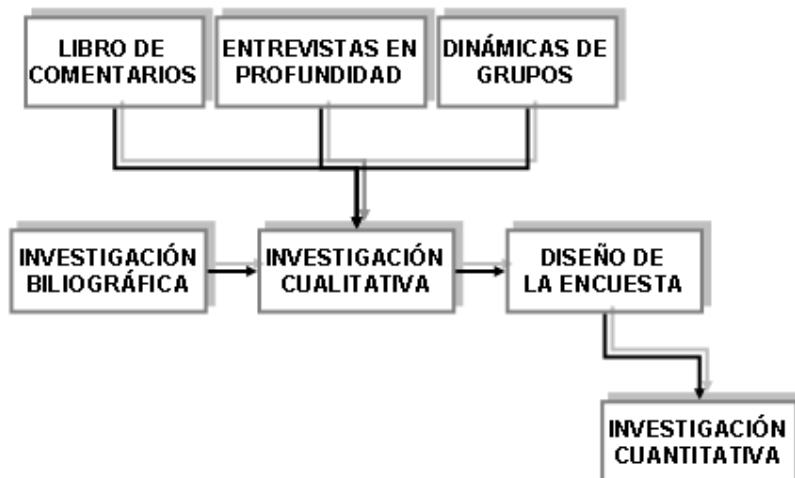 LIBRO DE
COMENTARIOS
ENTREVISTAS EN
PROFUNDIDAD
DINÁMICAS DE
GRUPOS
INVESTIGACIÓN
BILIOGRÁFICA
INVESTIGACIÓN
CUALITATIVA
DISEÑO DE
LA ENCUESTA
INVESTIGACIÓN
CUANTITATIVA